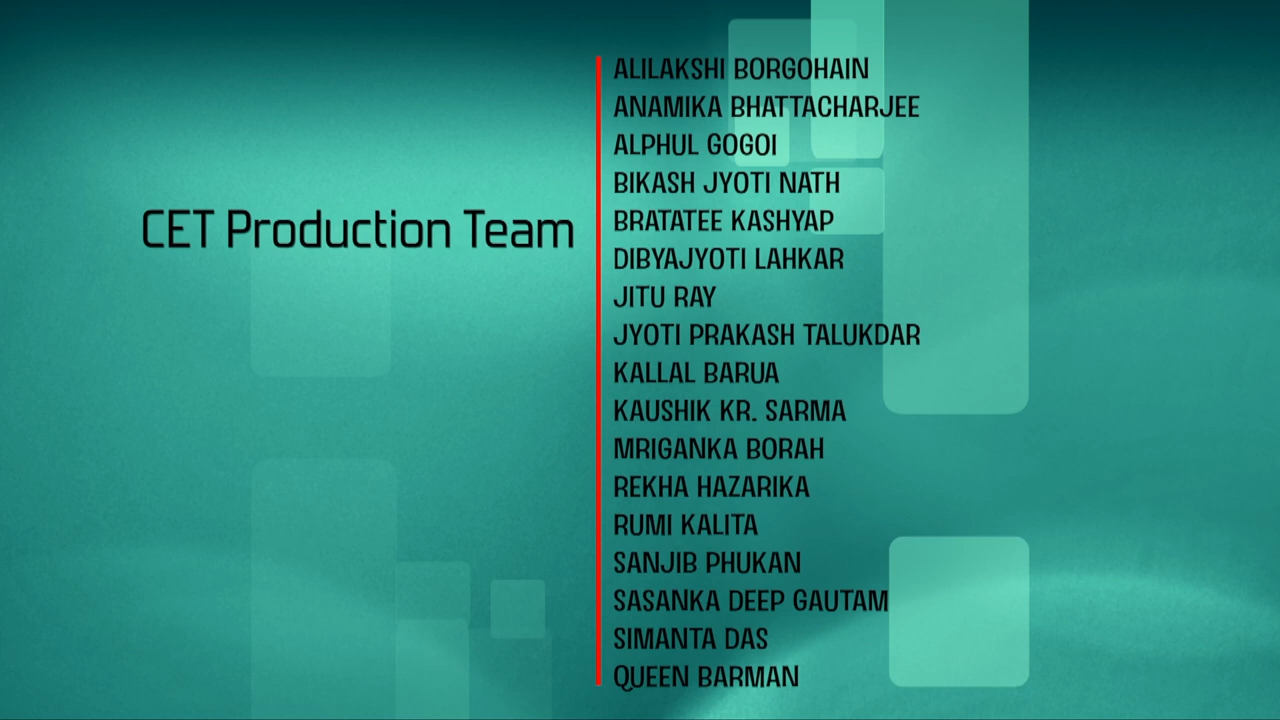 CET Production Team
ALILAKSHI BORGOHAIN
ANAMIKA BHATTACHARJEE
ALPHUL GOGOI
BIKASH JYOTI NATH
BRATATEE KASHYAP
DIBYAJYOTI LAHKAR
JITU RAY
JYOTI PRAKASH TALUKDAR
KALLAL BARUA
KAUSHIK KR. SARMA
MRIGANKA BORAH
REKHA HAZARIKA
RUMI KALITA
SANJIB PHUKAN
SASANKA DEEP GAUTAM
SIMANTA DAS
QUEEN BARMAN